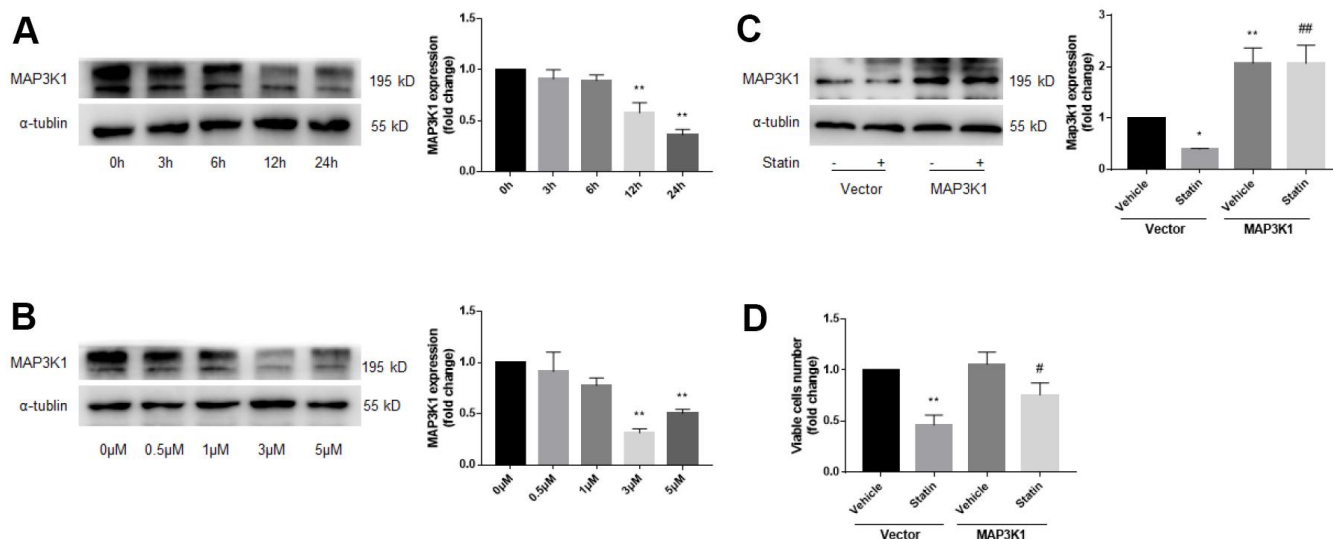 A
MAP3K1
195 kD
α-tublin
55 kD
0h 3h 6h 12h 24h
MAP3K1 expression
(fold change)
1.5
1.0
0.5
0.0
**
**
0h 3h 6h 12h 24h
C
MAP3K1
195 kD
α-tublin
55 kD
Statin - + - +
Vector MAP3K1
Map3K1 expression
(fold change)
3
2
1
0
*
**
##
Vehicle Statin Vehicle Statin
Vector MAP3K1
B
MAP3K1
195 kD
α-tublin
55 kD
0μM 0.5μM 1μM 3μM 5μM
MAP3K1 expression
(fold change)
1.5
1.0
0.5
0.0
**
**
0μM 0.5μM 1μM 3μM 5μM
D
Viable cells number
(fold change)
1.5
1.0
0.5
0.0
**
#
Vehicle Statin Vehicle Statin
Vector MAP3K1